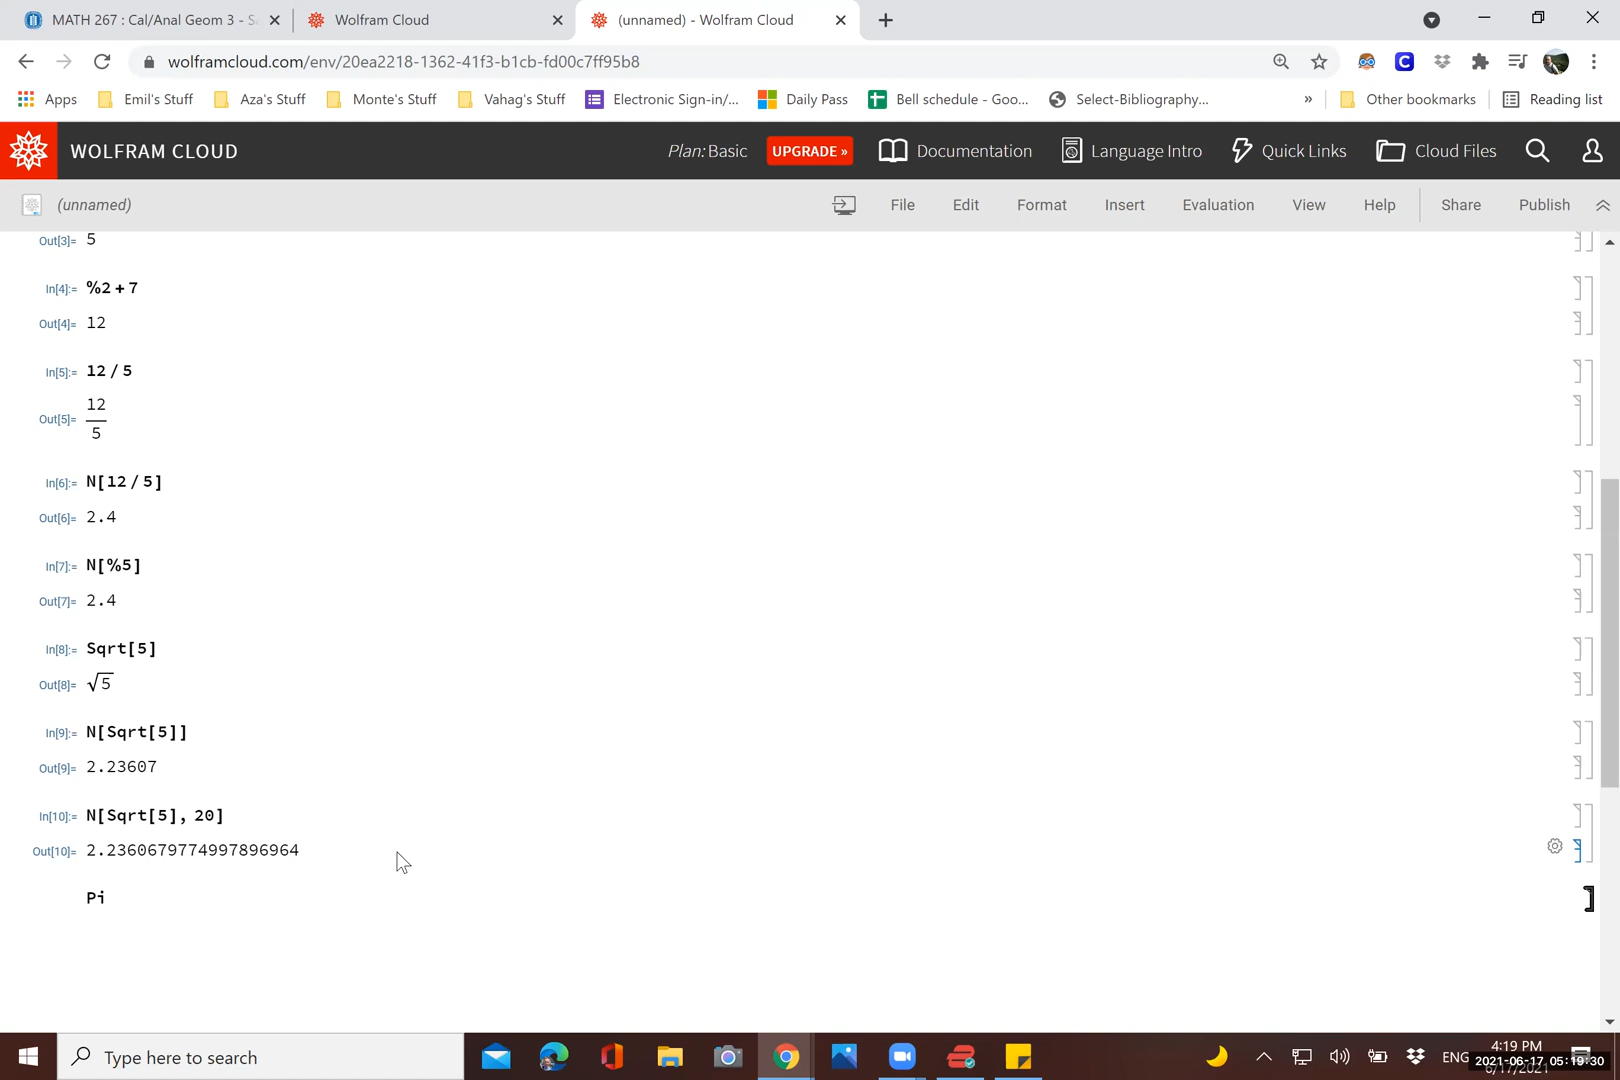 MATH 267 : Cal/Anal Geom 3 - S
Wolfram Cloud
(unnamed) - Wolfram Cloud
wolframcloud.com/env/20ea2218-1362-41f3-b1cb-fd00c7ff95b8
Apps
Emil's Stuff
Aza's Stuff
Monte's Stuff
Vahag's Stuff
Electronic Sign-in/...
Daily Pass
Bell schedule - Goo...
Select-Bibliography...
»
Other bookmarks
Reading list
WOLFRAM CLOUD
Plan: Basic
UPGRADE »
Documentation
Language Intro
Quick Links
Cloud Files
(unnamed)
File
Edit
Format
Insert
Evaluation
View
Help
Share
Publish
Out[3]= 5
In[4]:= %2 + 7
Out[4]= 12
In[5]:= 12 / 5
Out[5]= 12/5
In[6]:= N[12 / 5]
Out[6]= 2.4
In[7]:= N[%5]
Out[7]= 2.4
In[8]:= Sqrt[5]
Out[8]= √5
In[9]:= N[Sqrt[5]]
Out[9]= 2.23607
In[10]:= N[Sqrt[5], 20]
Out[10]= 2.2360679774997896964
Pi
Type here to search
ENG
4:19 PM
2021-06-17, 05:19:30
6/17/2021